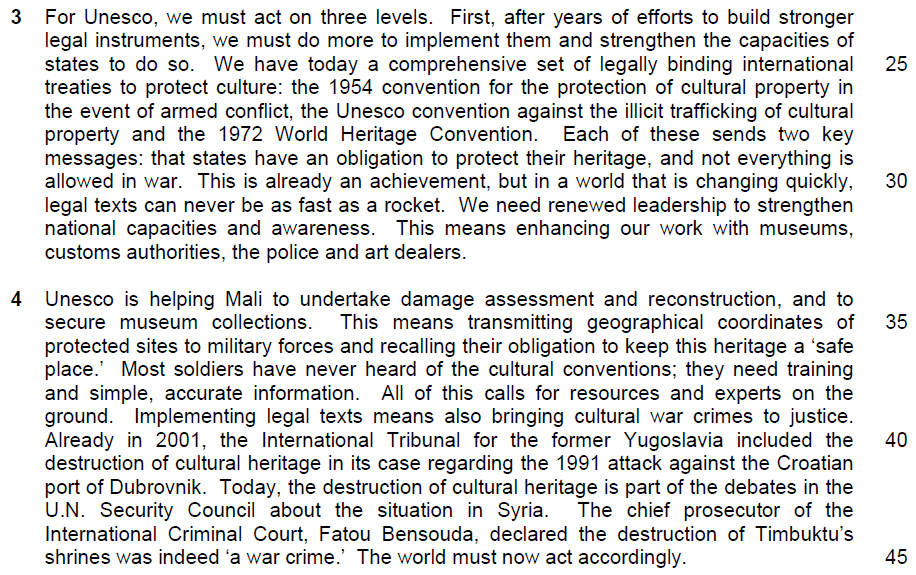 3 For Unesco, we must act on three levels. First, after years of efforts to build stronger
legal instruments, we must do more to implement them and strengthen the capacities of
states to do so. We have today a comprehensive set of legally binding international 25
treaties to protect culture: the 1954 convention for the protection of cultural property in
the event of armed conflict, the Unesco convention against the illicit trafficking of cultural
property and the 1972 World Heritage Convention. Each of these sends two key
messages: that states have an obligation to protect their heritage, and not everything is
allowed in war. This is already an achievement, but in a world that is changing quickly, 30
legal texts can never be as fast as a rocket. We need renewed leadership to strengthen
national capacities and awareness. This means enhancing our work with museums,
customs authorities, the police and art dealers.
4 Unesco is helping Mali to undertake damage assessment and reconstruction, and to
secure museum collections. This means transmitting geographical coordinates of 35
protected sites to military forces and recalling their obligation to keep this heritage a ‘safe
place.’ Most soldiers have never heard of the cultural conventions; they need training
and simple, accurate information. All of this calls for resources and experts on the
ground. Implementing legal texts means also bringing cultural war crimes to justice.
Already in 2001, the International Tribunal for the former Yugoslavia included the 40
destruction of cultural heritage in its case regarding the 1991 attack against the Croatian
port of Dubrovnik. Today, the destruction of cultural heritage is part of the debates in the
U.N. Security Council about the situation in Syria. The chief prosecutor of the
International Criminal Court, Fatou Bensouda, declared the destruction of Timbuktu’s
shrines was indeed ‘a war crime.’ The world must now act accordingly. 45